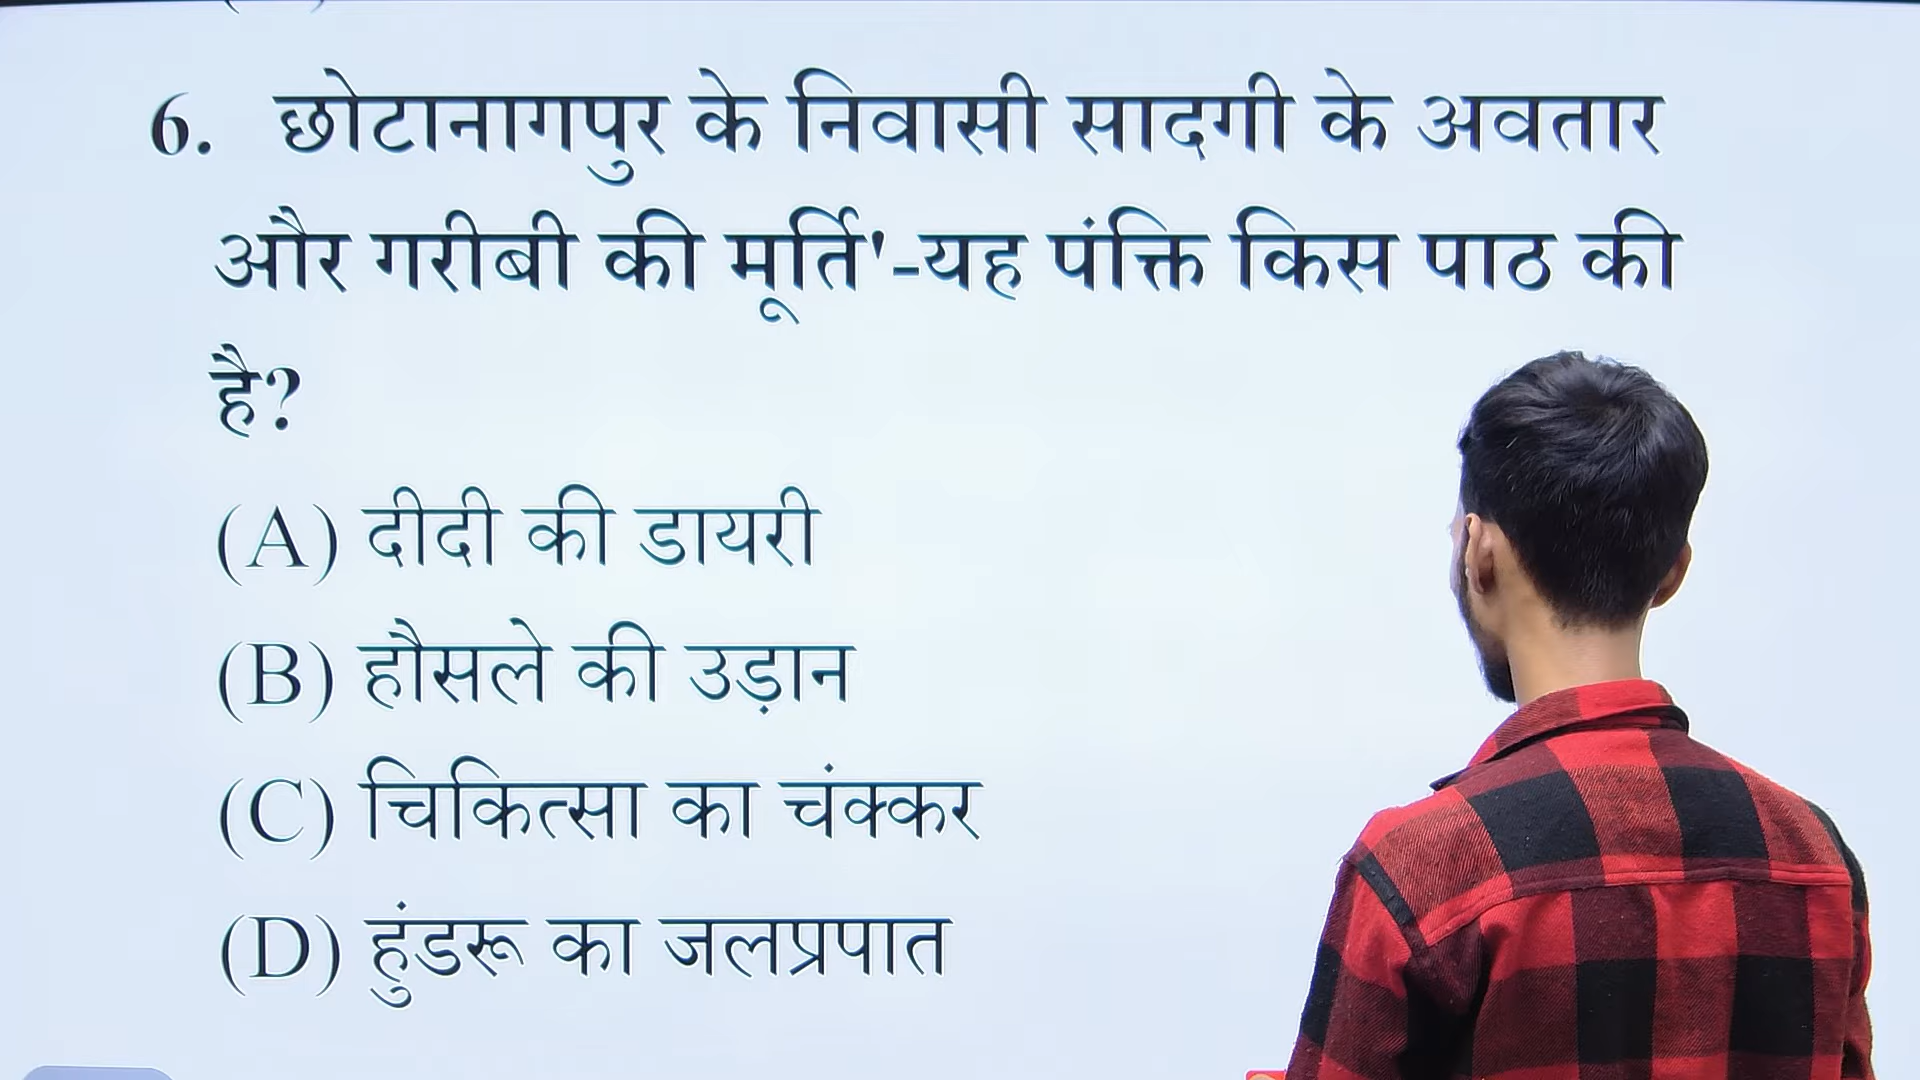 6. छोटानागपुर के निवासी सादगी के अवतार
और गरीबी की मूर्ति'-यह पंक्ति किस पाठ की
है?
(A) दीदी की डायरी
(B) हौसले की उड़ान
(C) चिकित्सा का चंक्कर
(D) हुंडरू का जलप्रपात